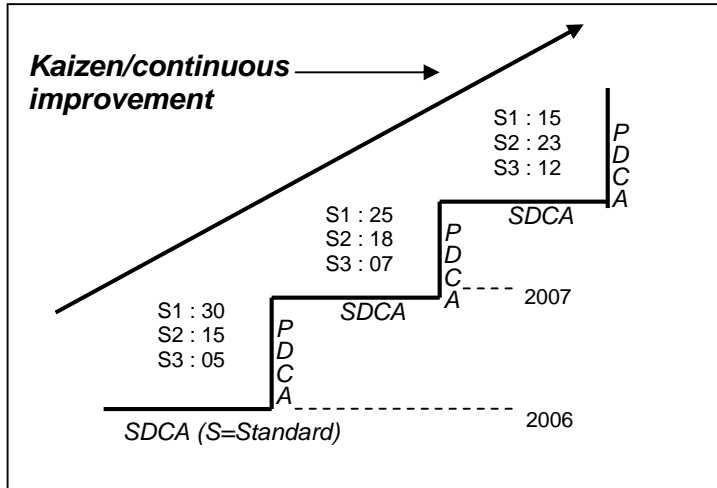 Kaizen/continuous
improvement
S1 : 15
S2 : 23
S3 : 12
P
D
C
A
SDCA
S1 : 25
S2 : 18
S3 : 07
P
D
C
A
2007
SDCA
S1 : 30
S2 : 15
S3 : 05
P
D
C
A
2006
SDCA (S=Standard)